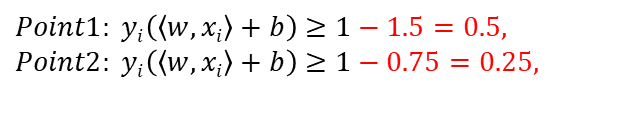 Point1: yᵢ(⟨w, xᵢ⟩ + b) ≥ 1 − 1.5 = 0.5,
Point2: yᵢ(⟨w, xᵢ⟩ + b) ≥ 1 − 0.75 = 0.25,